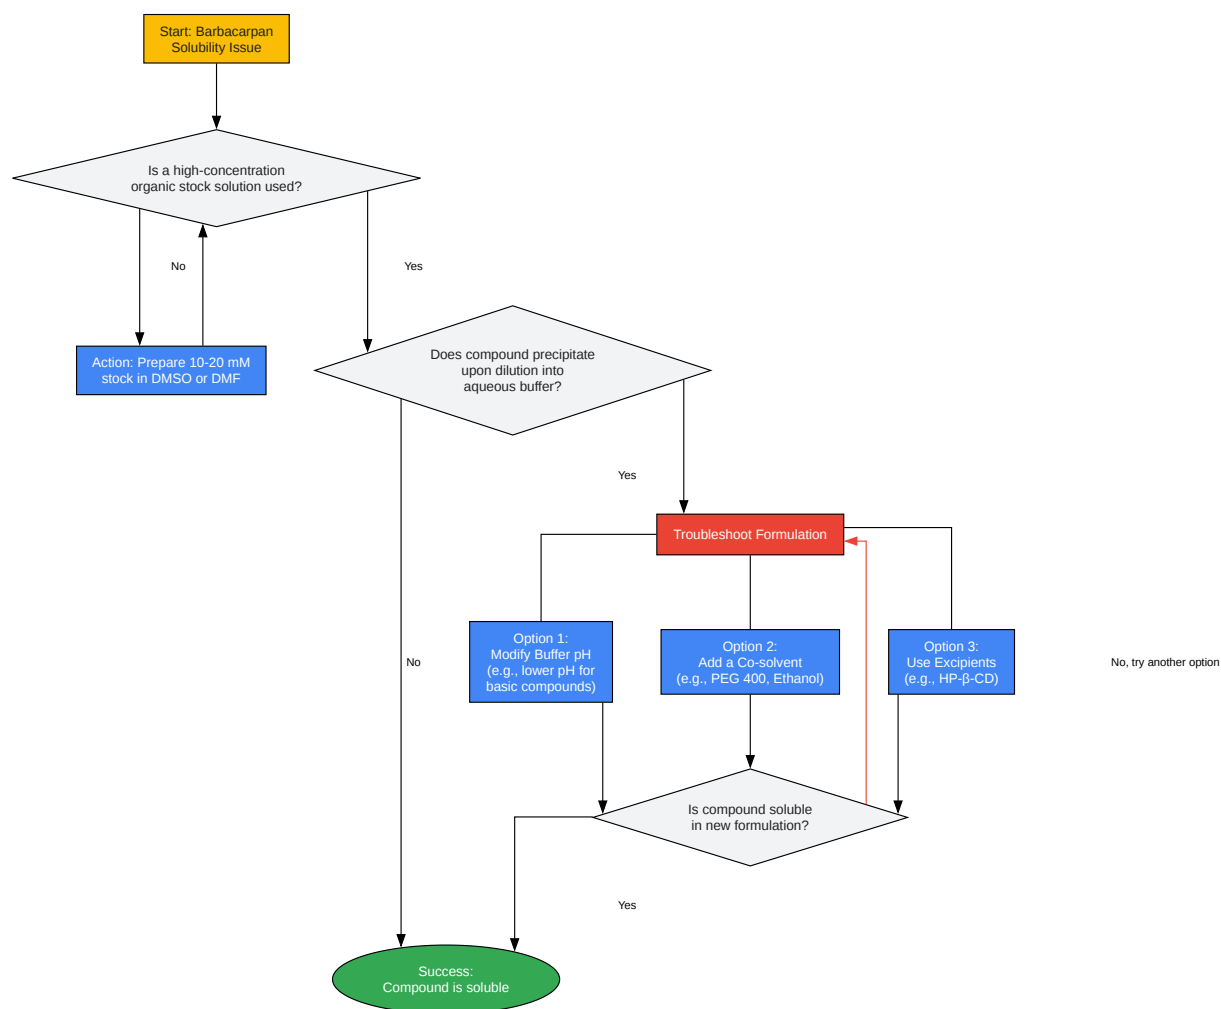 Start: Barbacarpan
Solubility Issue
Is a high-concentration
organic stock solution used?
No
Yes
Action: Prepare 10-20 mM
stock in DMSO or DMF
Does compound precipitate
upon dilution into
aqueous buffer?
Yes
Troubleshoot Formulation
Option 1:
Modify Buffer pH
(e.g., lower pH for
basic compounds)
Option 2:
Add a Co-solvent
(e.g., PEG 400, Ethanol)
Option 3:
Use Excipients
(e.g., HP-β-CD)
No
No, try another option
Is compound soluble
in new formulation?
Yes
Success:
Compound is soluble